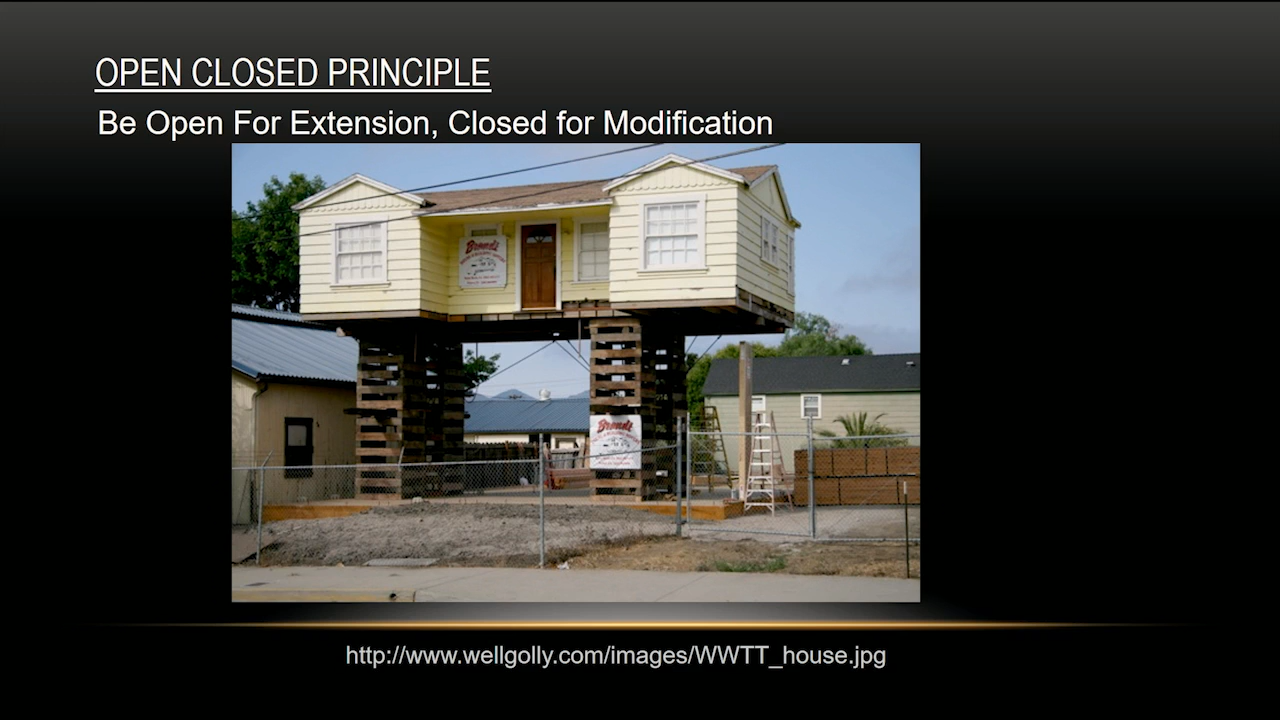 OPEN CLOSED PRINCIPLE
Be Open For Extension, Closed for Modification
http://www.wellgolly.com/images/WWTT_house.jpg